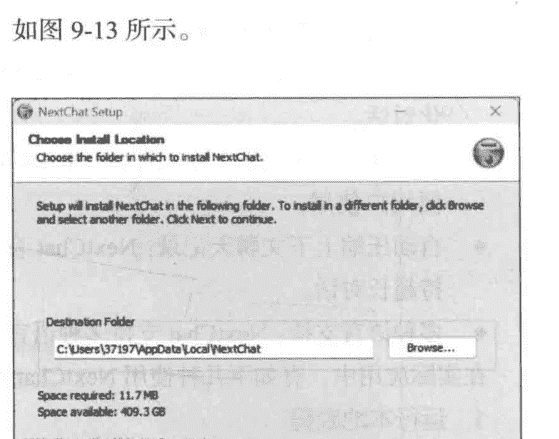 如图 9-13 所示。
NextChat Setup
Choose Install Location
Choose the folder in which to install NextChat.
Setup will install NextChat in the following folder. To install in a different folder, click Browse
and select another folder. Click Next to continue.
Destination Folder
C:\Users\37197\AppData\Local\NextChat
Browse...
Space required: 11.7 MB
Space available: 409.3 GB